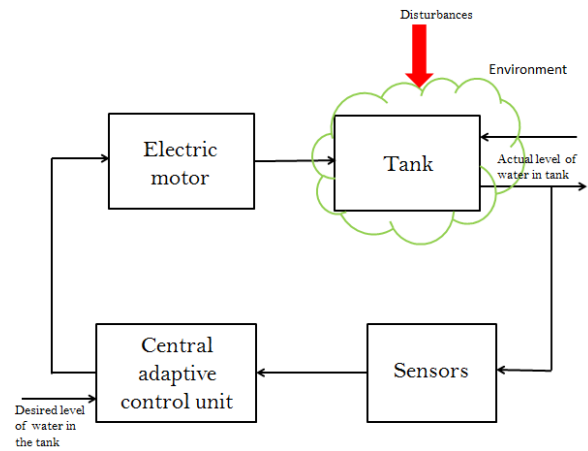 Disturbances
Environment
Electric
motor
Tank
Actual level of
water in tank
Central
adaptive
control unit
Sensors
Desired level
of water in
the tank